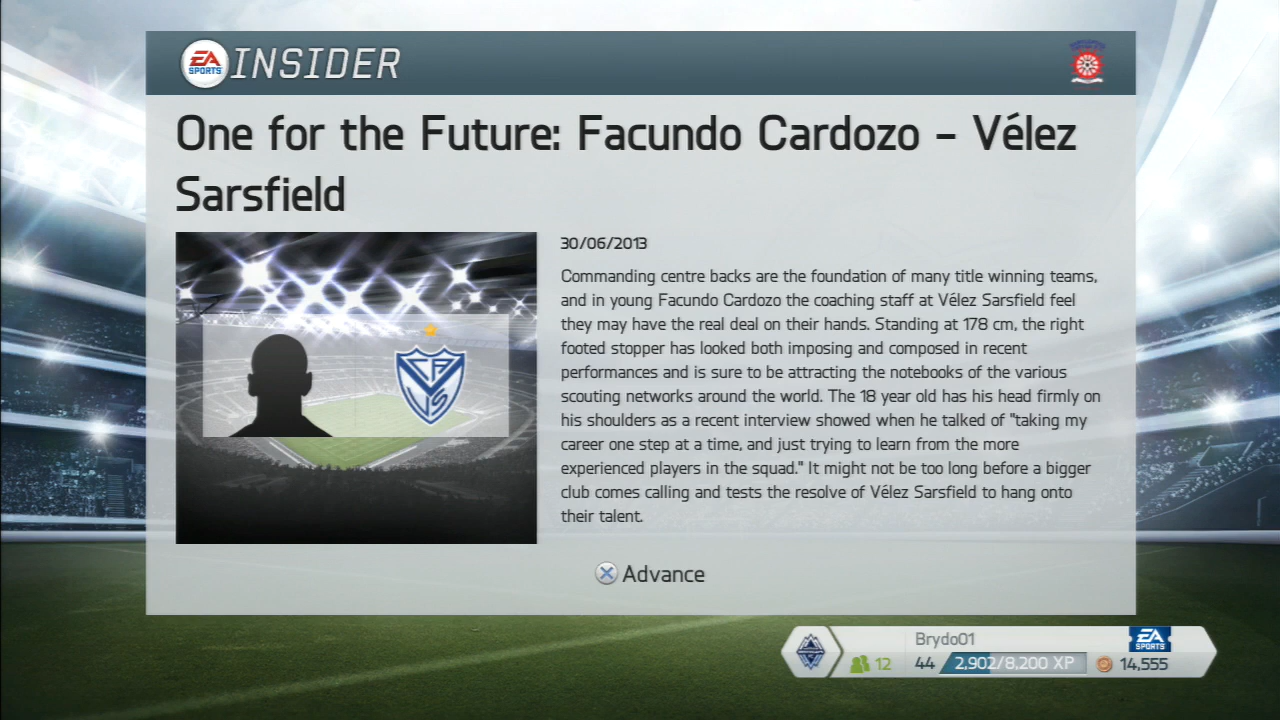 EA SPORTS INSIDER
One for the Future: Facundo Cardozo – Vélez
Sarsfield
30/06/2013
Commanding centre backs are the foundation of many title winning teams,
and in young Facundo Cardozo the coaching staff at Vélez Sarsfield feel
they may have the real deal on their hands. Standing at 178 cm, the right
footed stopper has looked both imposing and composed in recent
performances and is sure to be attracting the notebooks of the various
scouting networks around the world. The 18 year old has his head firmly on
his shoulders as a recent interview showed when he talked of "taking my
career one step at a time, and just trying to learn from the more
experienced players in the squad." It might not be too long before a bigger
club comes calling and tests the resolve of Vélez Sarsfield to hang onto
their talent.
Advance
Brydo01
EA SPORTS
12 44 2,902/8,200 XP 14,555